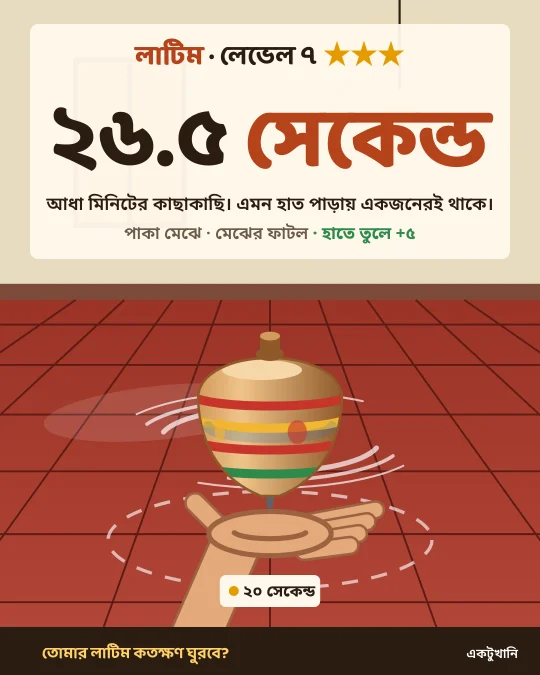 লাটিম · লেভেল ৭ ★★★
২৬.৫ সেকেন্ড
আধা মিনিটের কাছাকাছি। এমন হাত পাড়ায় একজনেরই থাকে।
পাকা মেঝে · মেঝের ফাটল · হাতে তুলে +৫
২০ সেকেন্ড
তোমার লাটিম কতক্ষণ ঘুরবে?
একটুখানি